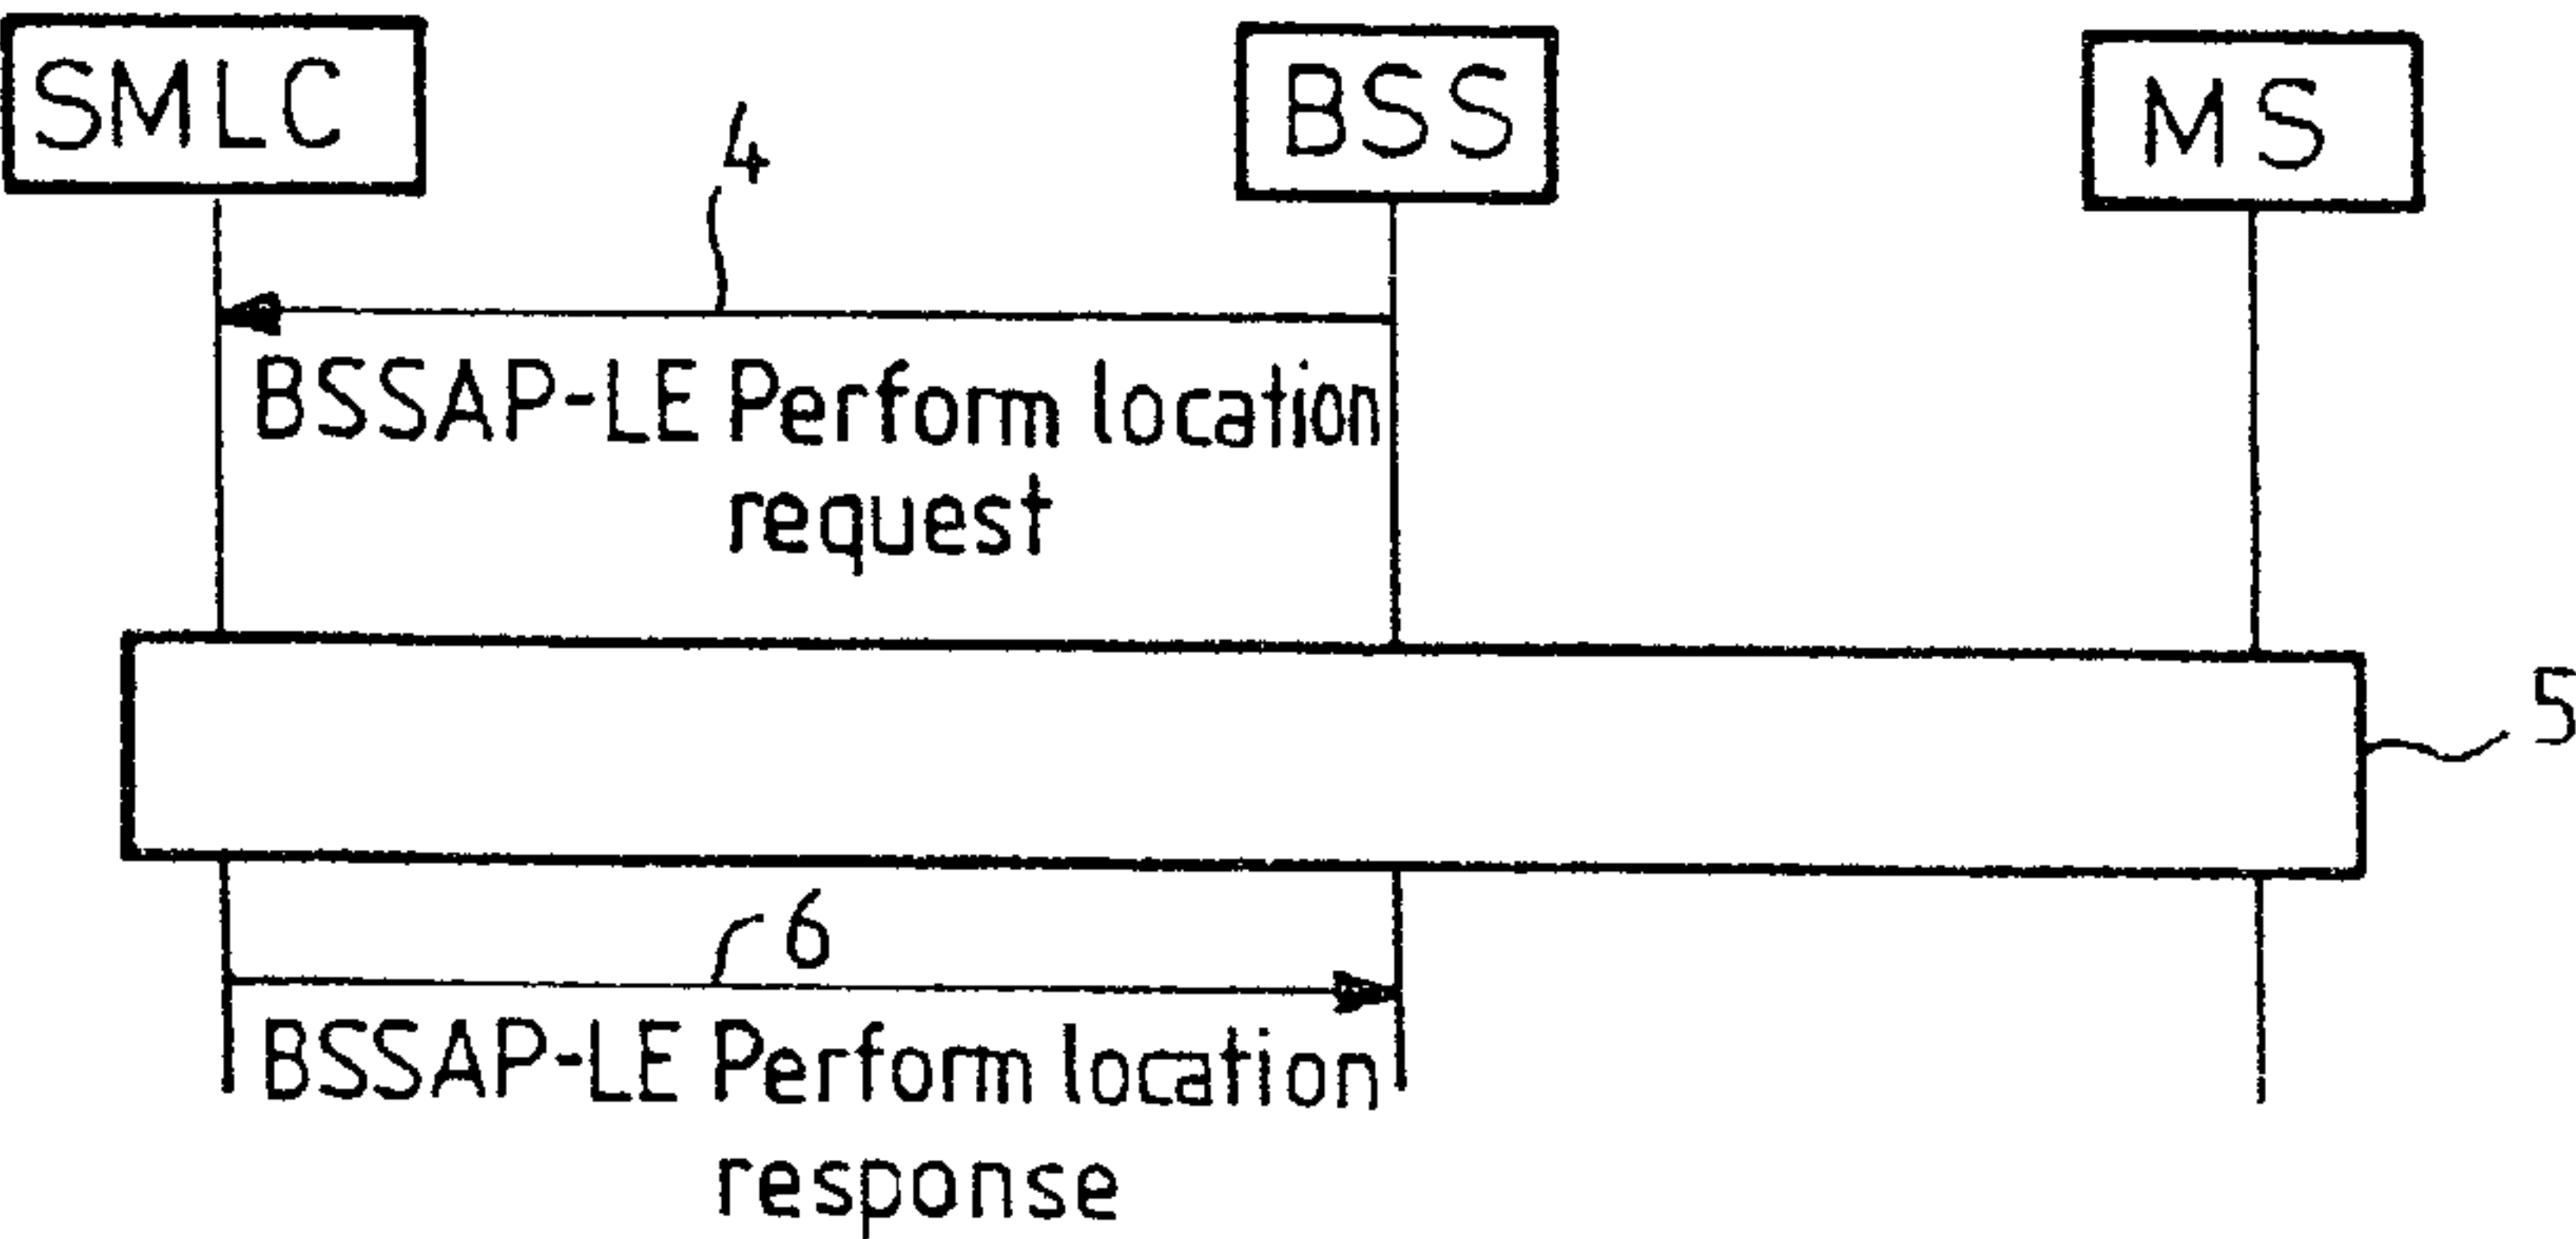 SMLC
BSS
MS
4
BSSAP-LE Perform location
request
5
6
BSSAP-LE Perform location
response